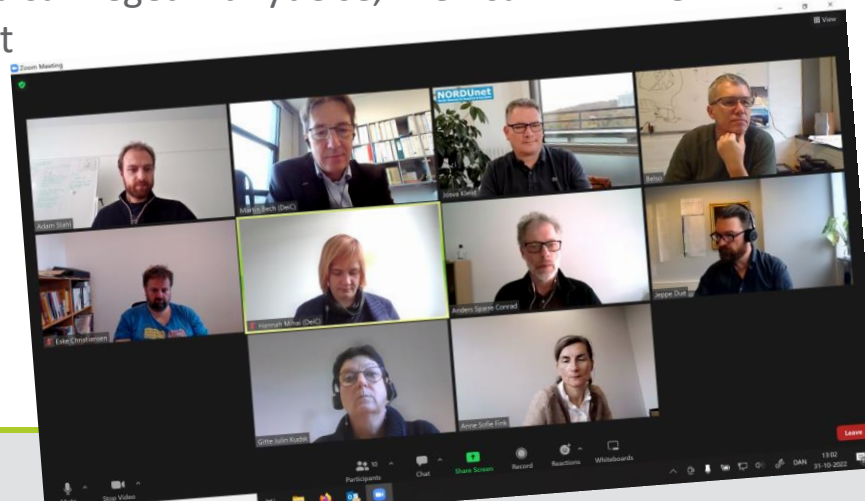 t
Zoom Meeting
View
NORDUnet
Adam Stahl
Martin Bech (DeiC)
Jesva Kleist
Eske Christiansen
Hannah Mihai (DeiC)
Anders Sparre Conrad
Jeppe Due
Gitte Julin Kudsk
Anne Sofie Fink
Mute
Stop Video
Participants
10
Chat
Share Screen
Record
Reactions
Whiteboards
Leave
DAN
13:02
31-10-2022